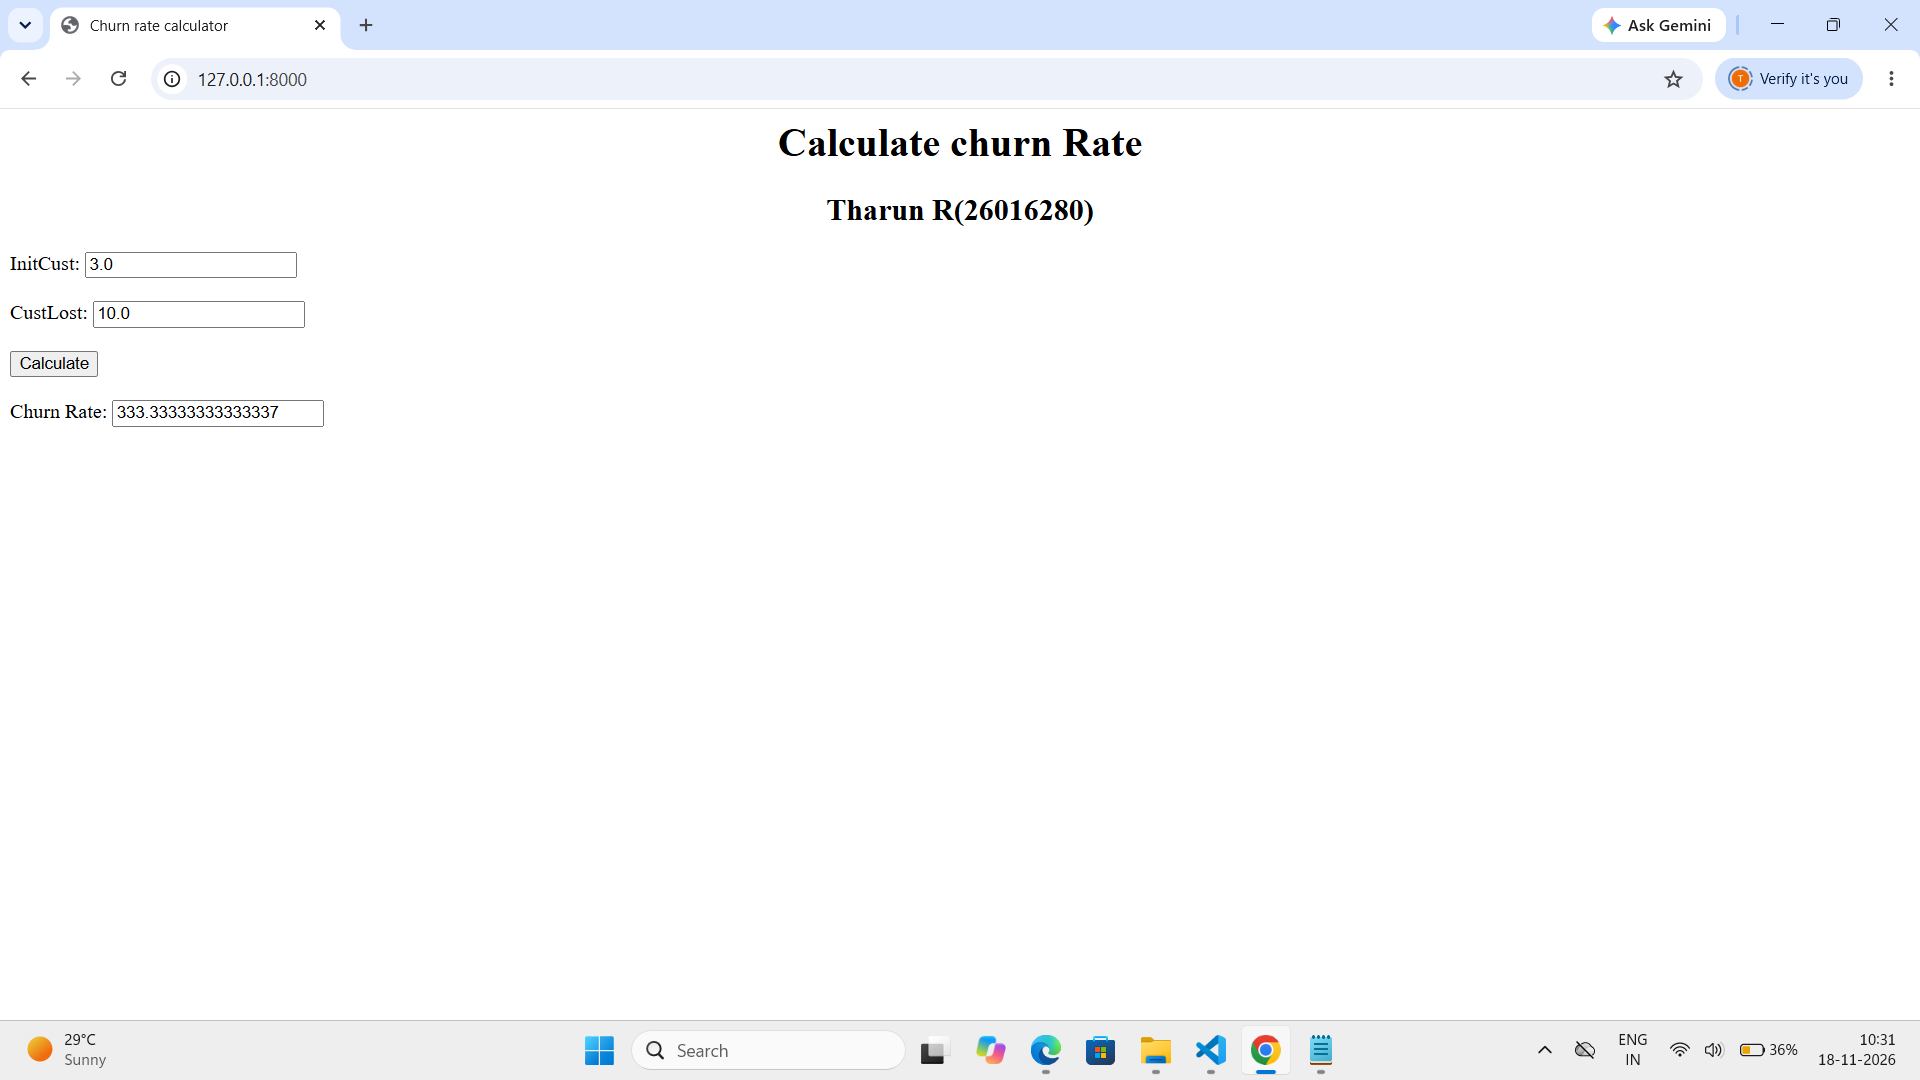 Churn rate calculator
Ask Gemini
127.0.0.1:8000
T
Verify it's you
Calculate churn Rate
Tharun R(26016280)
InitCust: 3.0
CustLost: 10.0
Calculate
Churn Rate: 333.33333333333337
29°C
Sunny
Search
ENG
IN
36%
10:31
18-11-2026